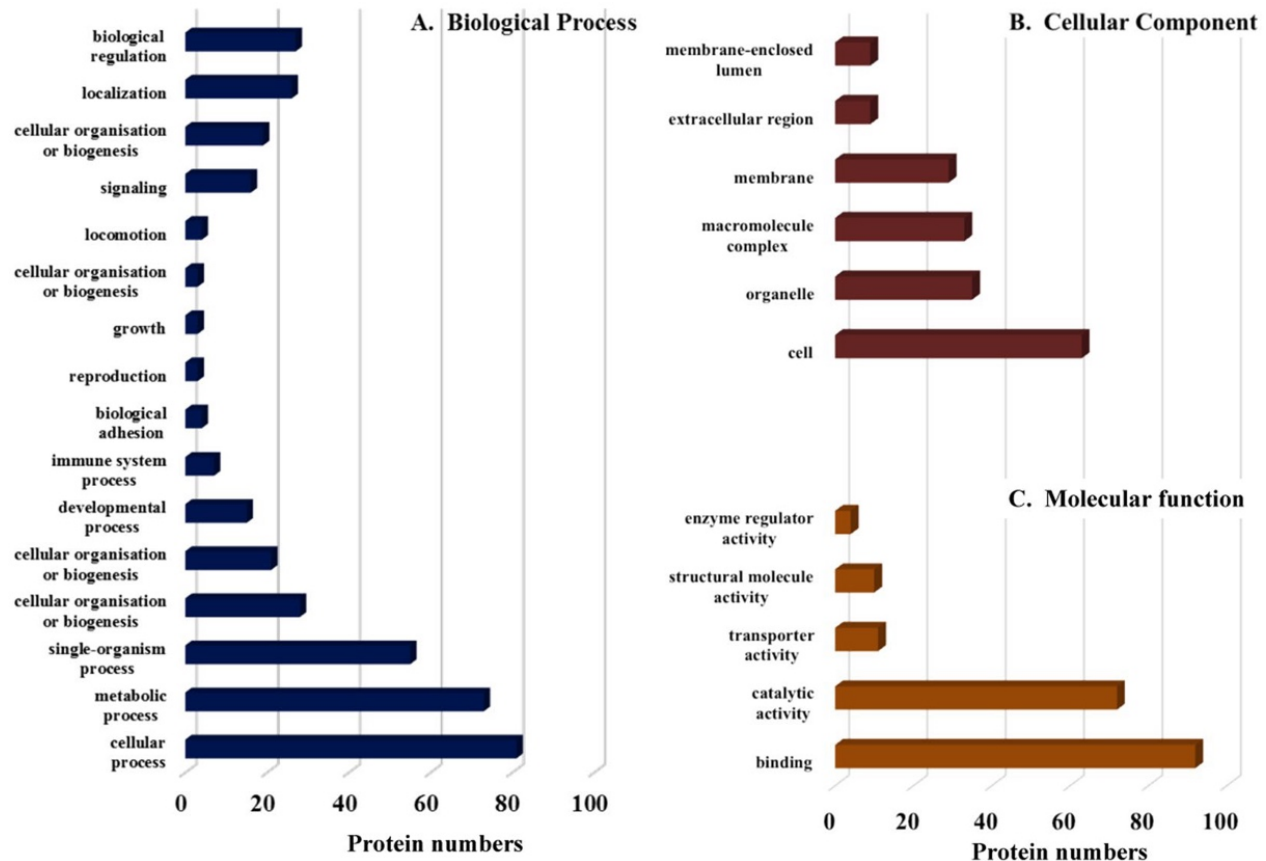 A. Biological Process
biological
regulation
localization
cellular organisation
or biogenesis
signaling
locomotion
cellular organisation
or biogenesis
growth
reproduction
biological
adhesion
immune system
process
developmental
process
cellular organisation
or biogenesis
cellular organisation
or biogenesis
single-organism
process
metabolic
process
cellular
process
0 20 40 60 80 100
Protein numbers
B. Cellular Component
membrane-enclosed
lumen
extracellular region
membrane
macromolecule
complex
organelle
cell
C. Molecular function
enzyme regulator
activity
structural molecule
activity
transporter
activity
catalytic
activity
binding
0 20 40 60 80 100
Protein numbers